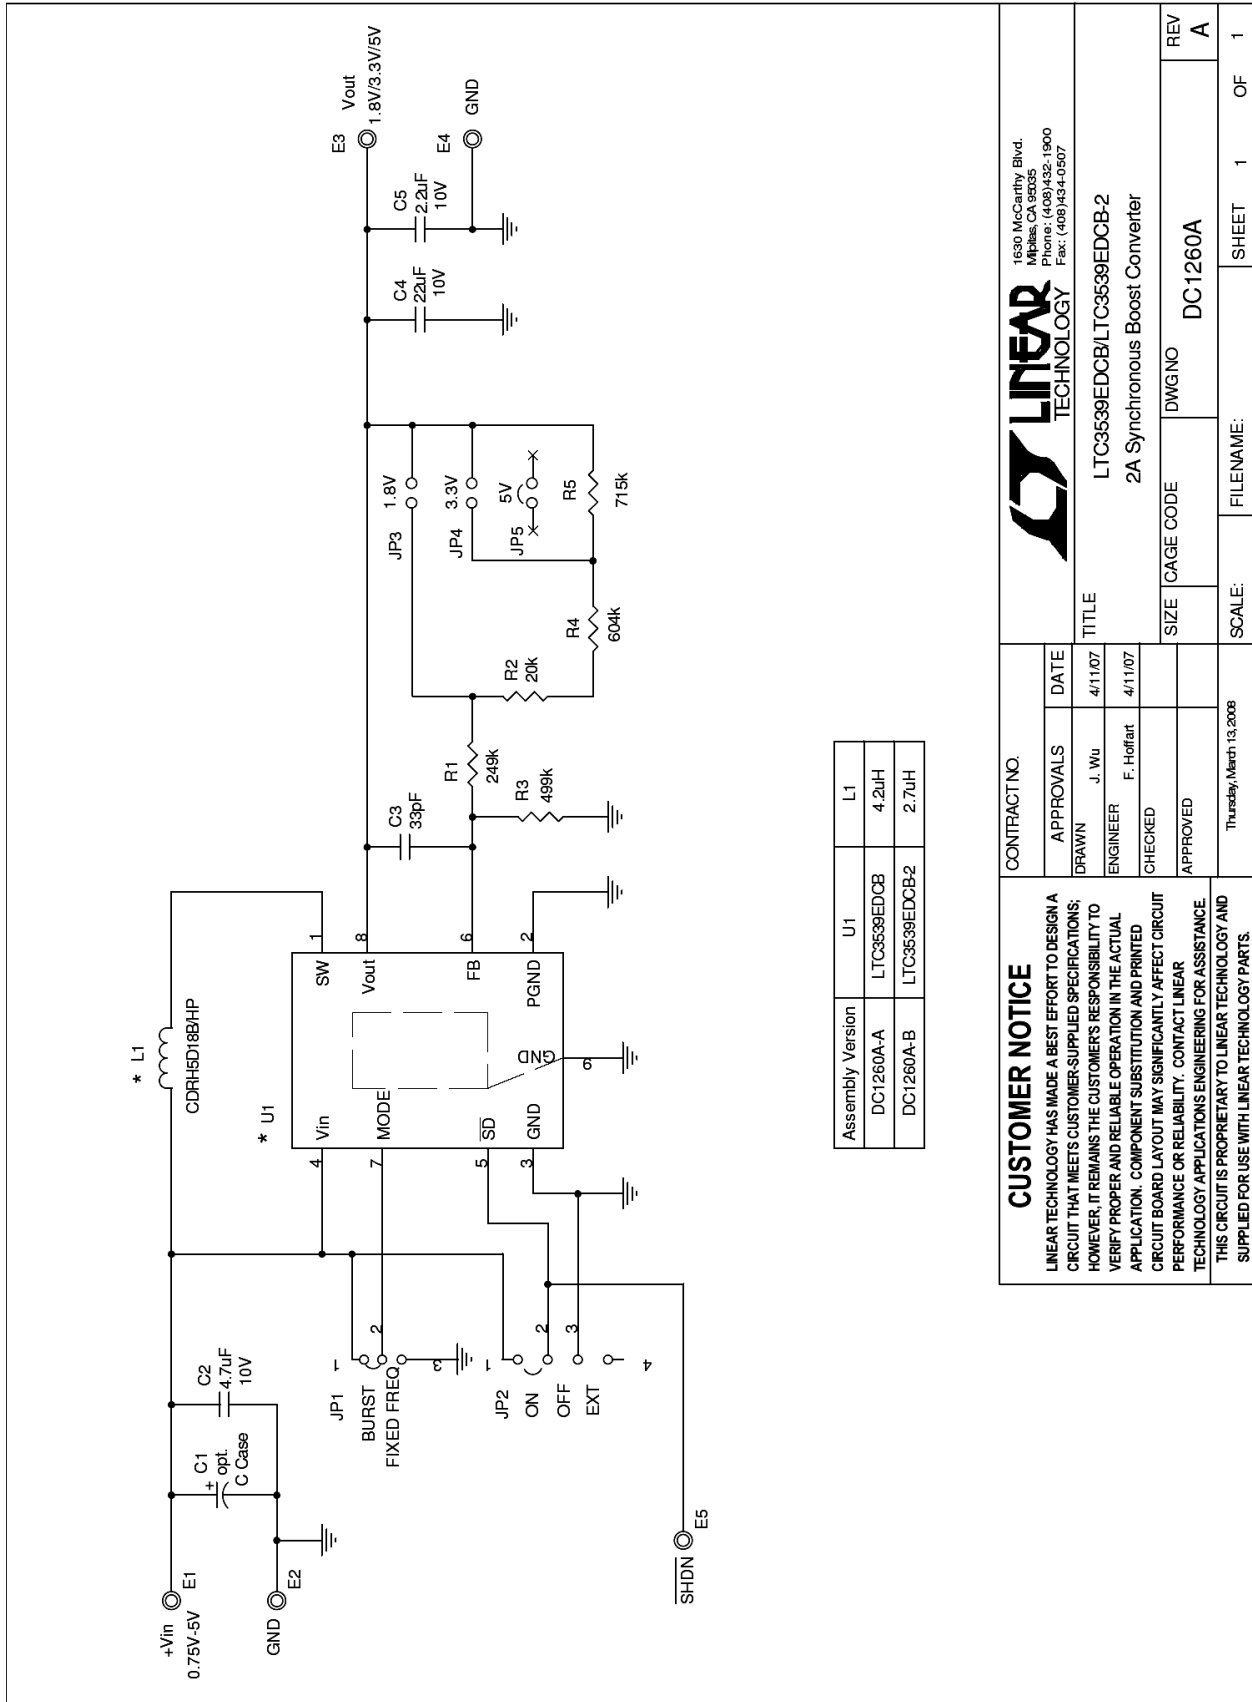 +Vin
0.75V-5V
E1
GND
E2
C1
+
opt.
C Case
C2
4.7uF
10V
* L1
CDRH5D18B/HP
* U1
Vin
4
MODE
7
SD
5
GND
3
SW
1
Vout
8
FB
6
PGND
2
GND
9
JP1
BURST
FIXED FREQ
1
2
3
JP2
ON
OFF
EXT
1
2
3
4
SHDN
E5
C3
33pF
R1
249k
R3
499k
R2
20k
R4
604k
R5
715k
JP3
1.8V
JP4
3.3V
JP5
5V
C4
22uF
10V
C5
2.2uF
10V
E3
Vout
1.8V/3.3V/5V
E4
GND
Assembly Version U1 L1
DC1260A-A LTC3539EDCB 4.2uH
DC1260A-B LTC3539EDCB-2 2.7uH
CUSTOMER NOTICE
LINEAR TECHNOLOGY HAS MADE A BEST EFFORT TO DESIGN A
CIRCUIT THAT MEETS CUSTOMER-SUPPLIED SPECIFICATIONS;
HOWEVER, IT REMAINS THE CUSTOMER'S RESPONSIBILITY TO
VERIFY PROPER AND RELIABLE OPERATION IN THE ACTUAL
APPLICATION. COMPONENT SUBSTITUTION AND PRINTED
CIRCUIT BOARD LAYOUT MAY SIGNIFICANTLY AFFECT CIRCUIT
PERFORMANCE OR RELIABILITY. CONTACT LINEAR
TECHNOLOGY APPLICATIONS ENGINEERING FOR ASSISTANCE.
THIS CIRCUIT IS PROPRIETARY TO LINEAR TECHNOLOGY AND
SUPPLIED FOR USE WITH LINEAR TECHNOLOGY PARTS.
CONTRACT NO.
APPROVALS DATE
DRAWN J. Wu 4/11/07
ENGINEER F. Hoffart 4/11/07
CHECKED
APPROVED
Thursday, March 13, 2008
LINEAR
TECHNOLOGY
1630 McCarthy Blvd.
Milpitas, CA 95035
Phone: (408)432-1900
Fax: (408)434-0507
TITLE
LTC3539EDCB/LTC3539EDCB-2
2A Synchronous Boost Converter
SIZE CAGE CODE DWG NO REV
DC1260A A
SCALE: FILENAME: SHEET 1 OF 1